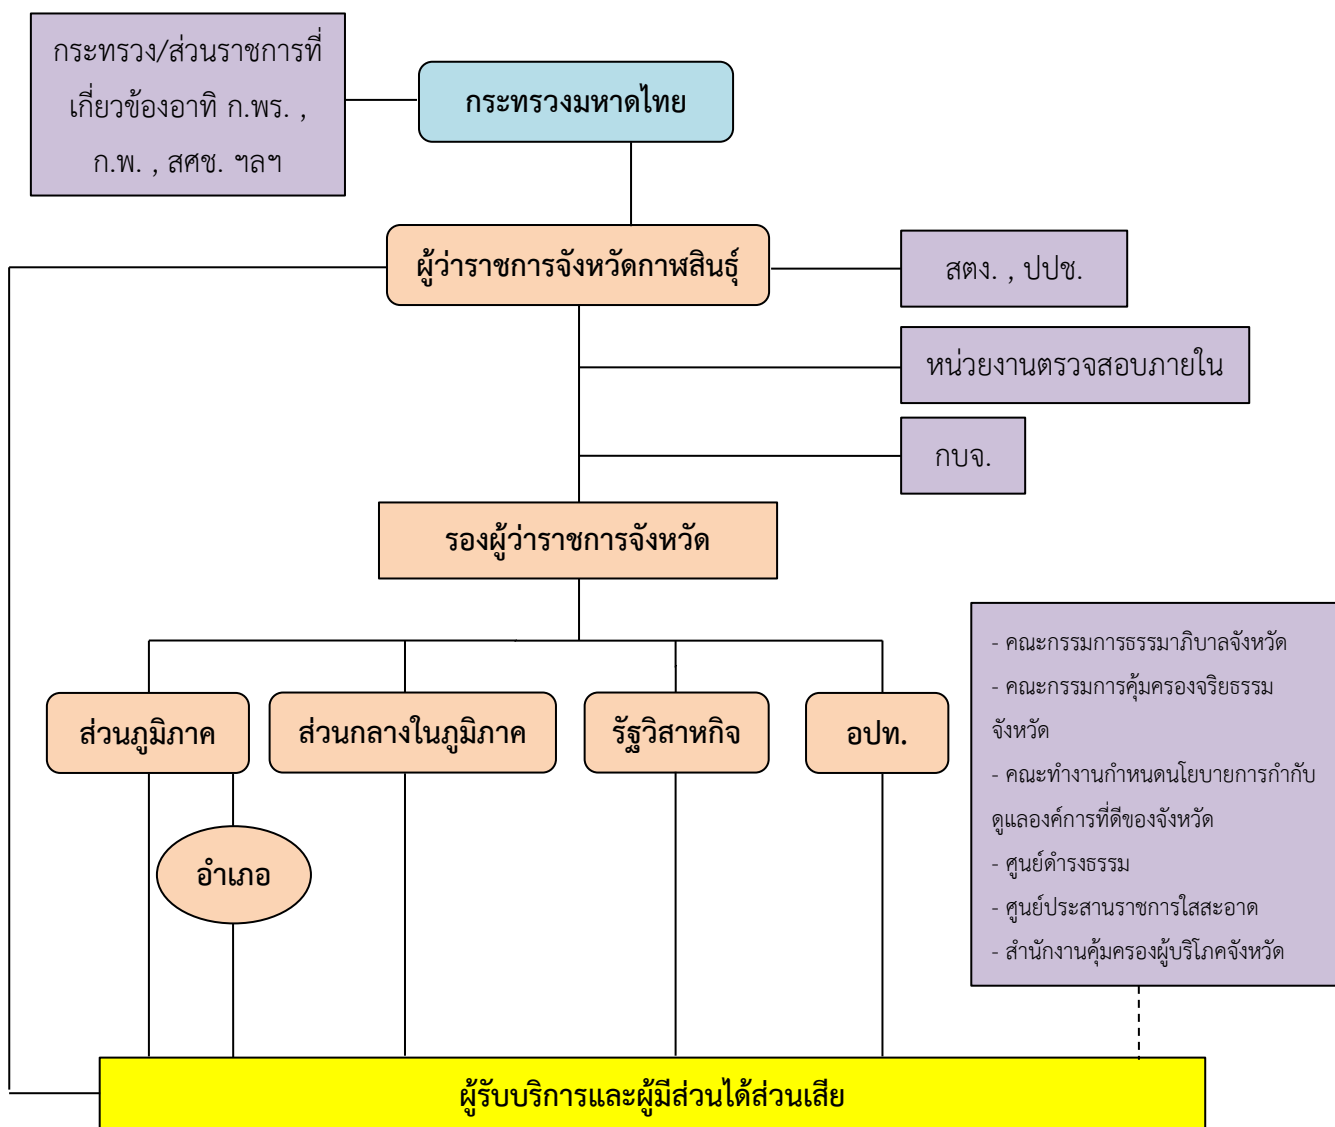 กระทรวง/ส่วนราชการที่
เกี่ยวข้องอาทิ ก.พร. ,
ก.พ. , สศช. ฯลฯ
กระทรวงมหาดไทย
ผู้ว่าราชการจังหวัดกาฬสินธุ์
สตง. , ปปช.
หน่วยงานตรวจสอบภายใน
กบจ.
รองผู้ว่าราชการจังหวัด
ส่วนภูมิภาค
ส่วนกลางในภูมิภาค
รัฐวิสาหกิจ
อปท.
อำเภอ
- คณะกรรมการธรรมาภิบาลจังหวัด
- คณะกรรมการคุ้มครองจริยธรรม
จังหวัด
- คณะทำงานกำหนดนโยบายการกำกับ
ดูแลองค์การที่ดีของจังหวัด
- ศูนย์ดำรงธรรม
- ศูนย์ประสานราชการใสสะอาด
- สำนักงานคุ้มครองผู้บริโภคจังหวัด
ผู้รับบริการและผู้มีส่วนได้ส่วนเสีย